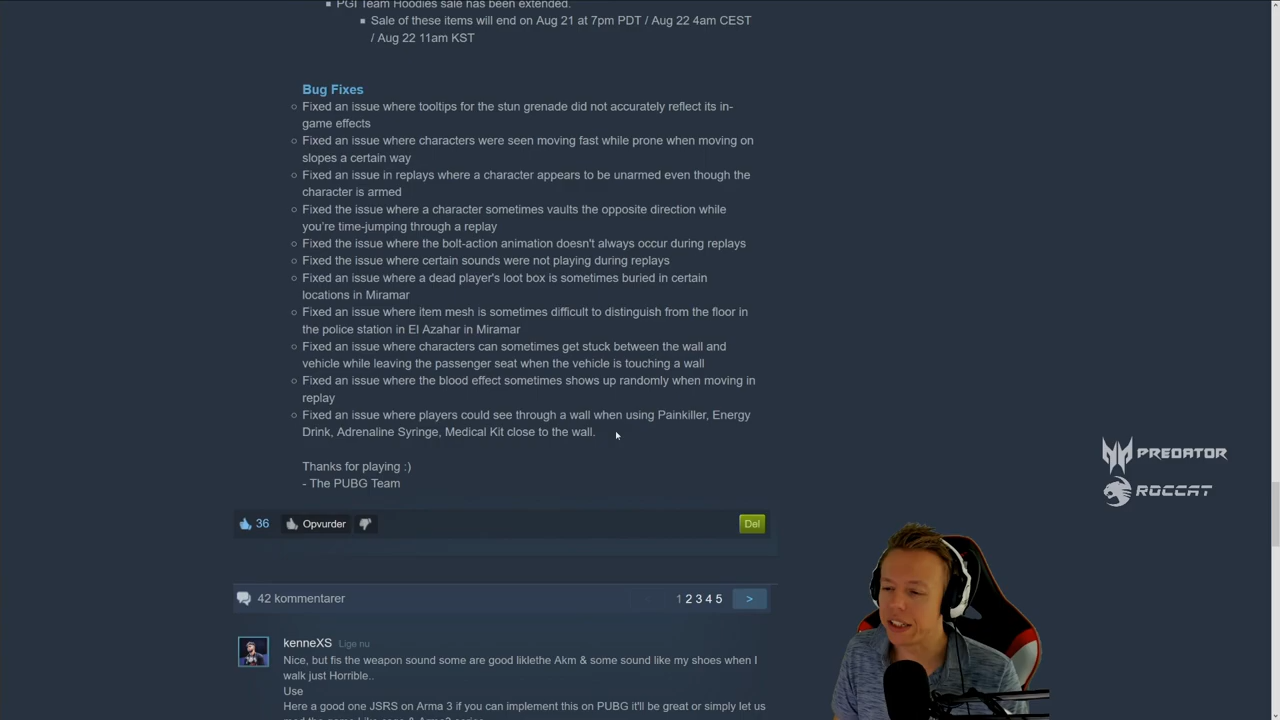 PGI Team Hoodies sale has been extended.
Sale of these items will end on Aug 21 at 7pm PDT / Aug 22 4am CEST
/ Aug 22 11am KST
Bug Fixes
Fixed an issue where tooltips for the stun grenade did not accurately reflect its in-
game effects
Fixed an issue where characters were seen moving fast while prone when moving on
slopes a certain way
Fixed an issue in replays where a character appears to be unarmed even though the
character is armed
Fixed the issue where a character sometimes vaults the opposite direction while
you're time-jumping through a replay
Fixed the issue where the bolt-action animation doesn't always occur during replays
Fixed the issue where certain sounds were not playing during replays
Fixed an issue where a dead player's loot box is sometimes buried in certain
locations in Miramar
Fixed an issue where item mesh is sometimes difficult to distinguish from the floor in
the police station in El Azahar in Miramar
Fixed an issue where characters can sometimes get stuck between the wall and
vehicle while leaving the passenger seat when the vehicle is touching a wall
Fixed an issue where the blood effect sometimes shows up randomly when moving in
replay
Fixed an issue where players could see through a wall when using Painkiller, Energy
Drink, Adrenaline Syringe, Medical Kit close to the wall.
Thanks for playing :)
- The PUBG Team
36 Opvurder Del
42 kommentarer 1 2 3 4 5 >
kenneXS Lige nu
Nice, but fis the weapon sound some are good liklethe Akm & some sound like my shoes when I
walk just Horrible..
Use
Here a good one JSRS on Arma 3 if you can implement this on PUBG it'll be great or simply let us
PREDATOR
ROCCAT